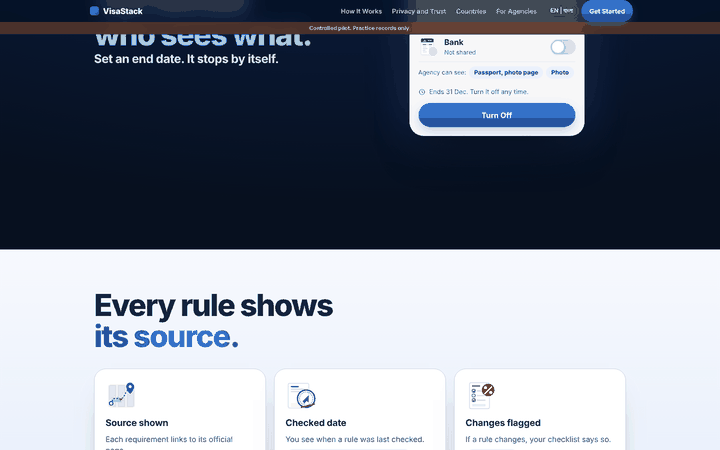 VisaStack
How It Works
Privacy and Trust
Countries
For Agencies
EN | বাংলা
Get Started
Controlled pilot. Practice records only
who sees what.
Set an end date. It stops by itself.
Bank
Not shared
Agency can see: Passport, photo page Photo
Ends 31 Dec. Turn it off any time.
Turn Off
Every rule shows
its source.
Source shown
Each requirement links to its official
page.
Checked date
You see when a rule was last checked.
Changes flagged
If a rule changes, your checklist says so.